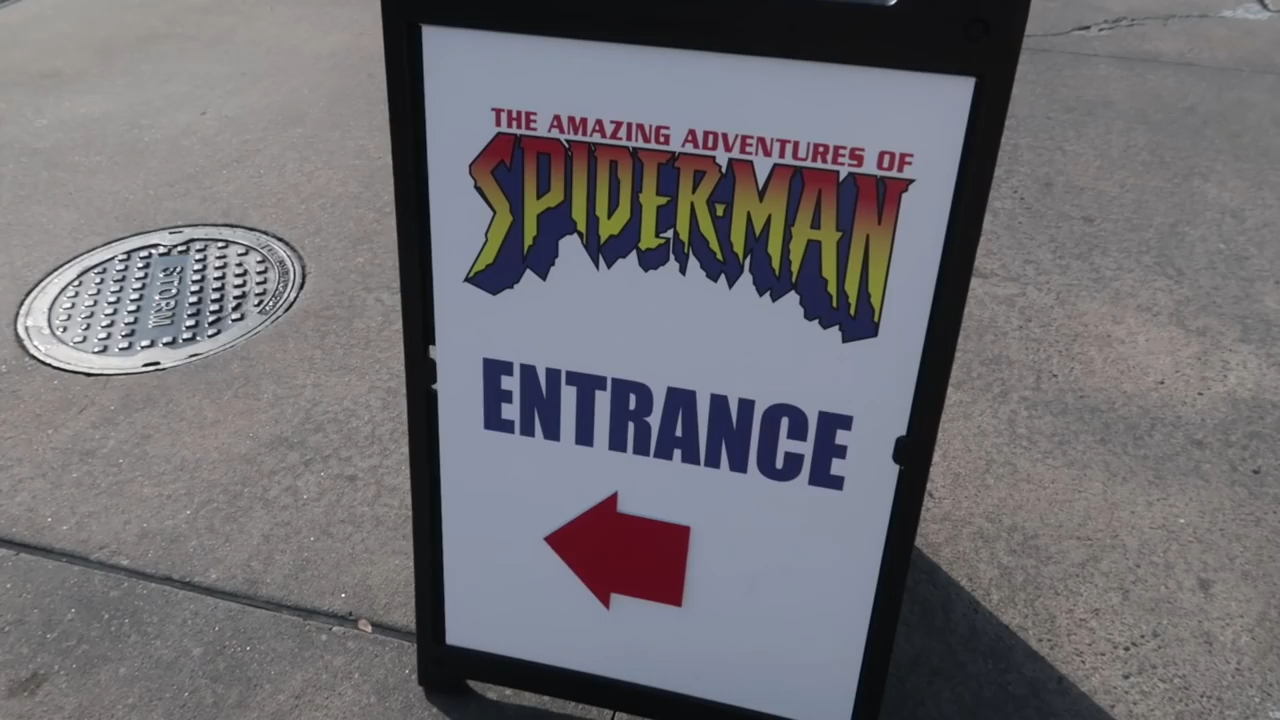 THE AMAZING ADVENTURES OF
SPIDER-MAN
ENTRANCE
STORM